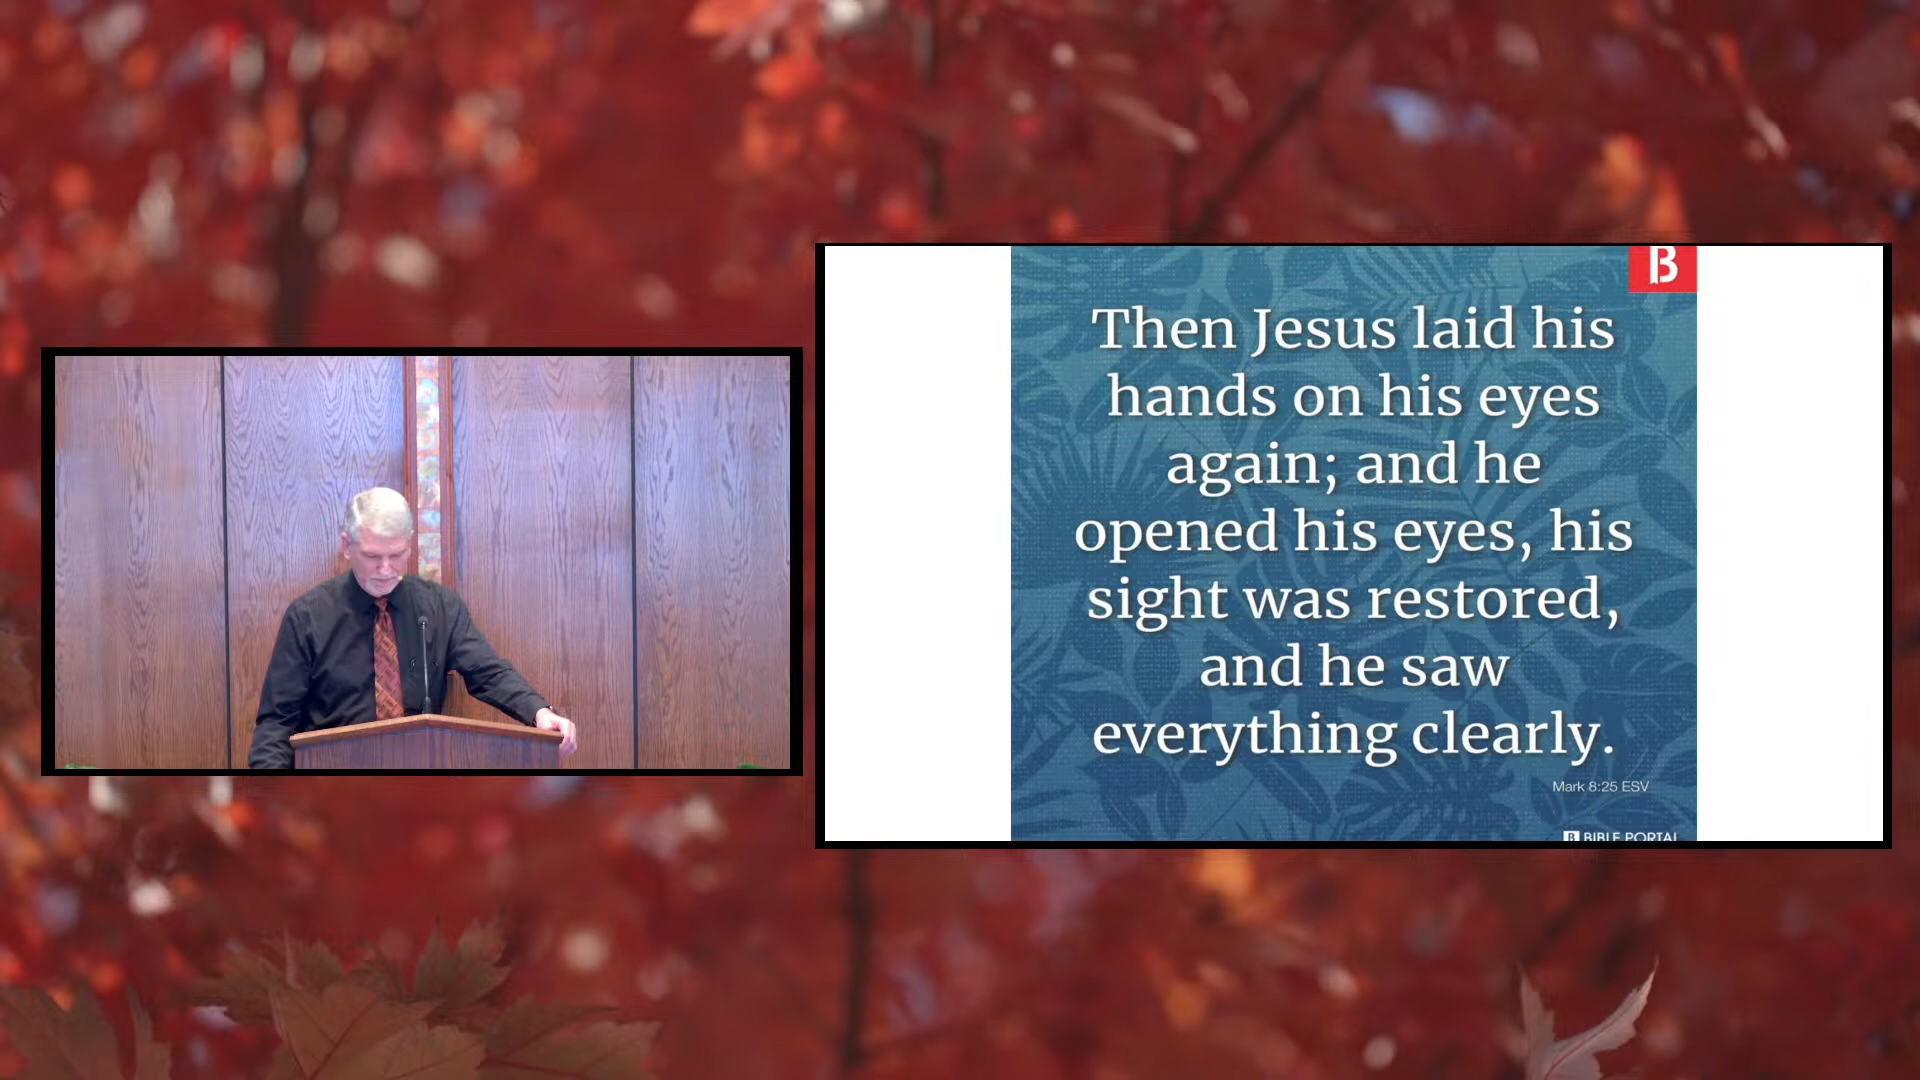 B
Then Jesus laid his
hands on his eyes
again; and he
opened his eyes, his
sight was restored,
and he saw
everything clearly.
Mark 8:25 ESV
B BIBLE PORTAL